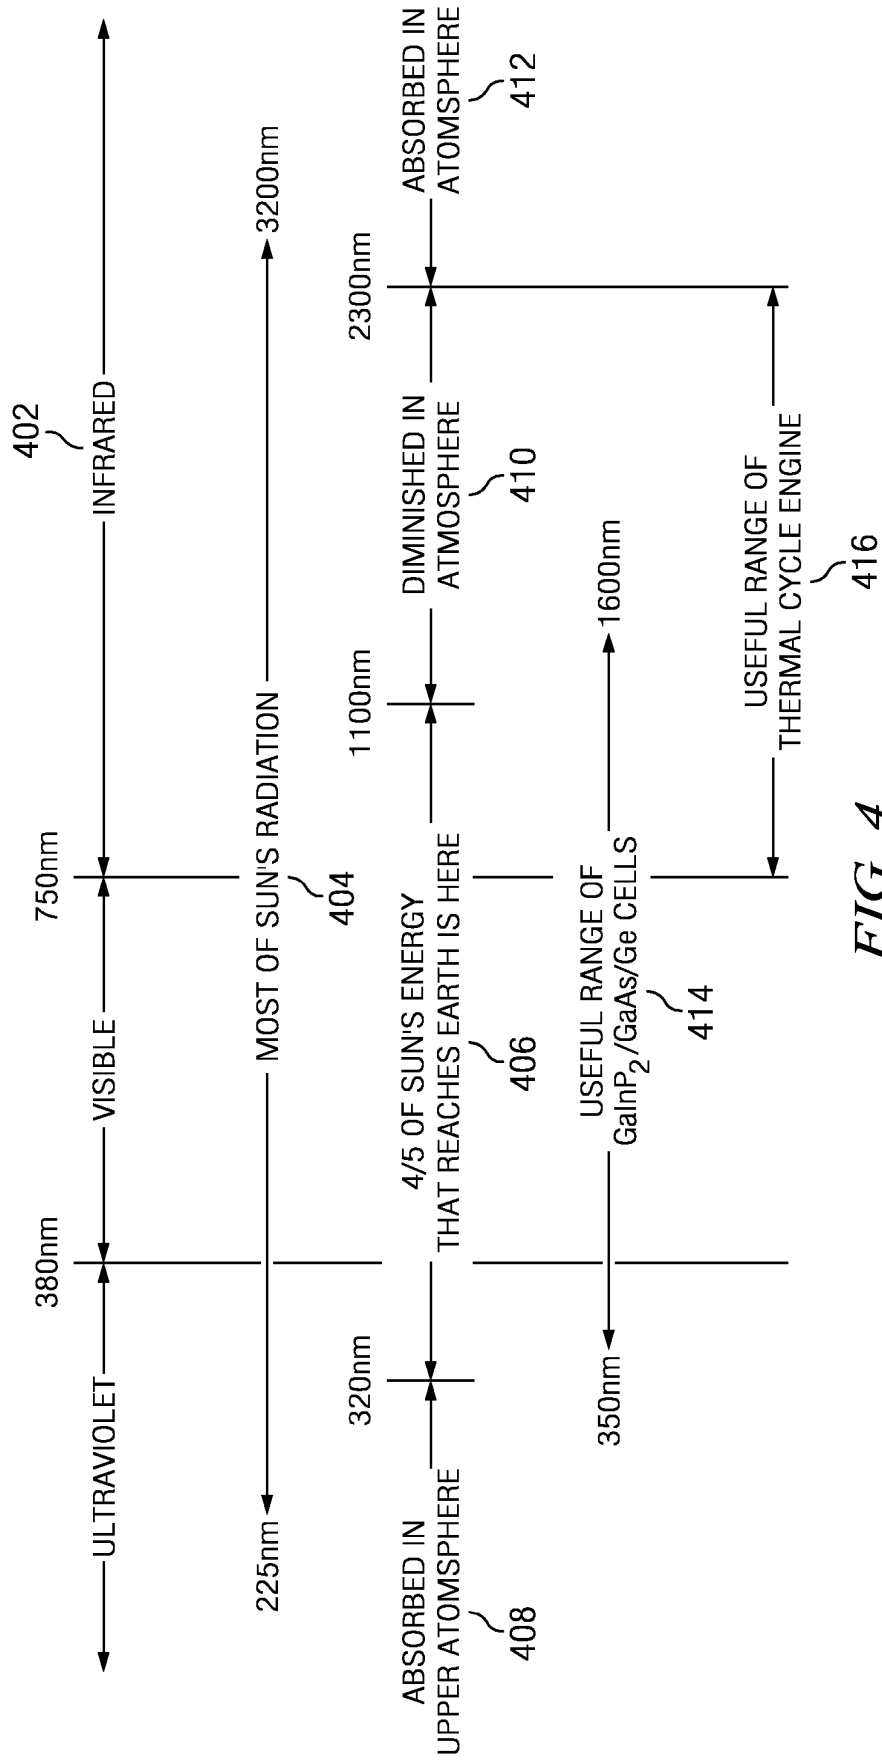 402
380nm
750nm
ULTRAVIOLET
VISIBLE
INFRARED
225nm
MOST OF SUN'S RADIATION
3200nm
404
320nm
1100nm
2300nm
ABSORBED IN
UPPER ATOMSPHERE
408
4/5 OF SUN'S ENERGY
THAT REACHES EARTH IS HERE
406
DIMINISHED IN
ATMOSPHERE
410
ABSORBED IN
ATOMSPHERE
412
350nm
USEFUL RANGE OF
GaInP2/GaAs/Ge CELLS
1600nm
414
USEFUL RANGE OF
THERMAL CYCLE ENGINE
416
FIG. 4